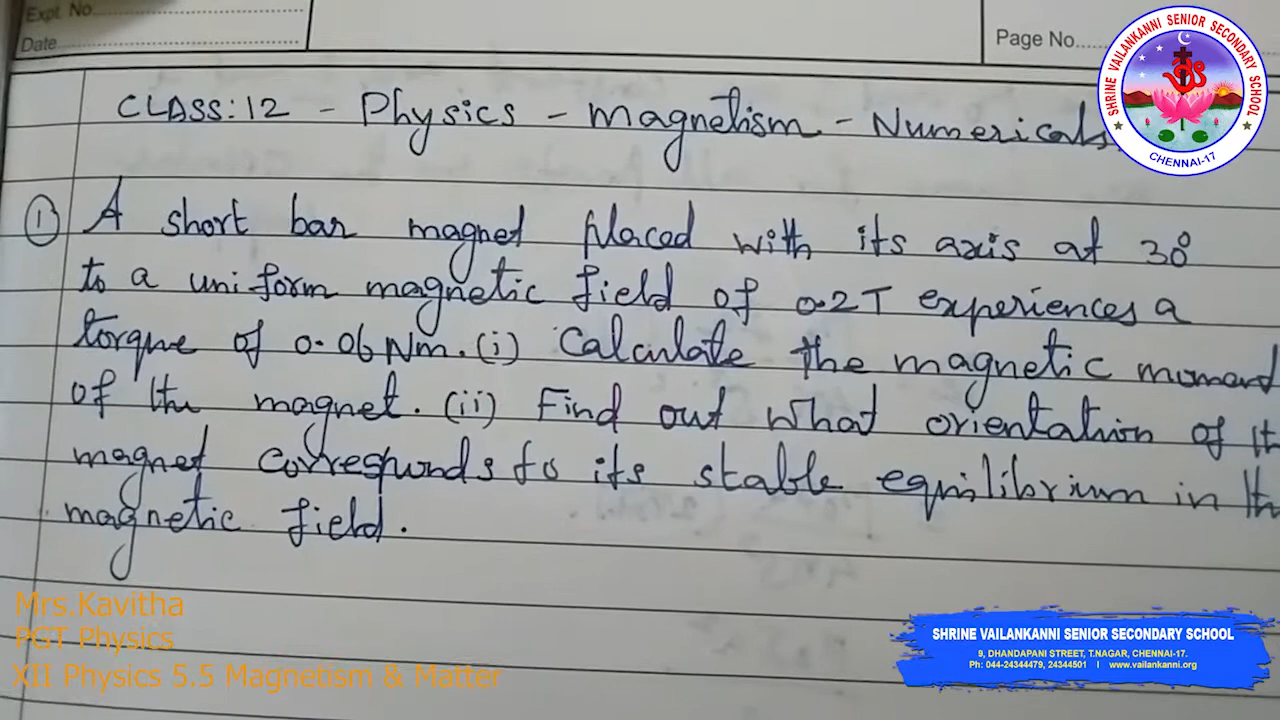 Expt. No.
Date
Page No.
SHRINE VAILANKANNI SENIOR SECONDARY SCHOOL
CHENNAI-17
CLASS: 12 - Physics - Magnetism - Numericals
① A short bar magnet placed with its axis at 30°
to a uniform magnetic field of 0.2T experiences a
torque of 0.06 Nm. (i) Calculate the magnetic moment
of the magnet. (ii) Find out what orientation of th
magnet corresponds to its stable equilibrium in th
magnetic field.
Mrs.Kavitha
PGT Physics
XII Physics 5.5 Magnetism & Matter
SHRINE VAILANKANNI SENIOR SECONDARY SCHOOL
9, DHANDAPANI STREET, T.NAGAR, CHENNAI-17.
Ph: 044-24344479, 24344501 | www.vailankanni.org